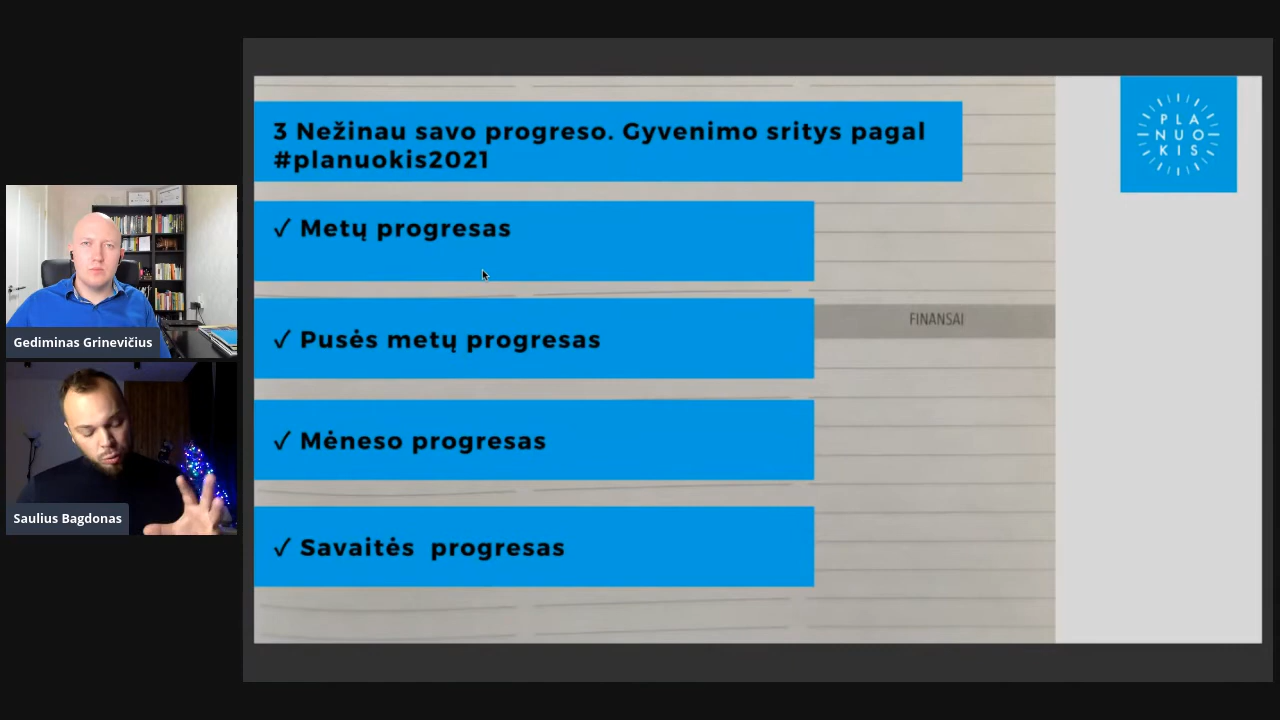 3 Nežinau savo progreso. Gyvenimo sritys pagal
#planuokis2021
✓ Metų progresas
✓ Pusės metų progresas
✓ Mėneso progresas
✓ Savaitės progresas
FINANSAI
PLA
NUO
KIS
Gediminas Grinevičius
Saulius Bagdonas